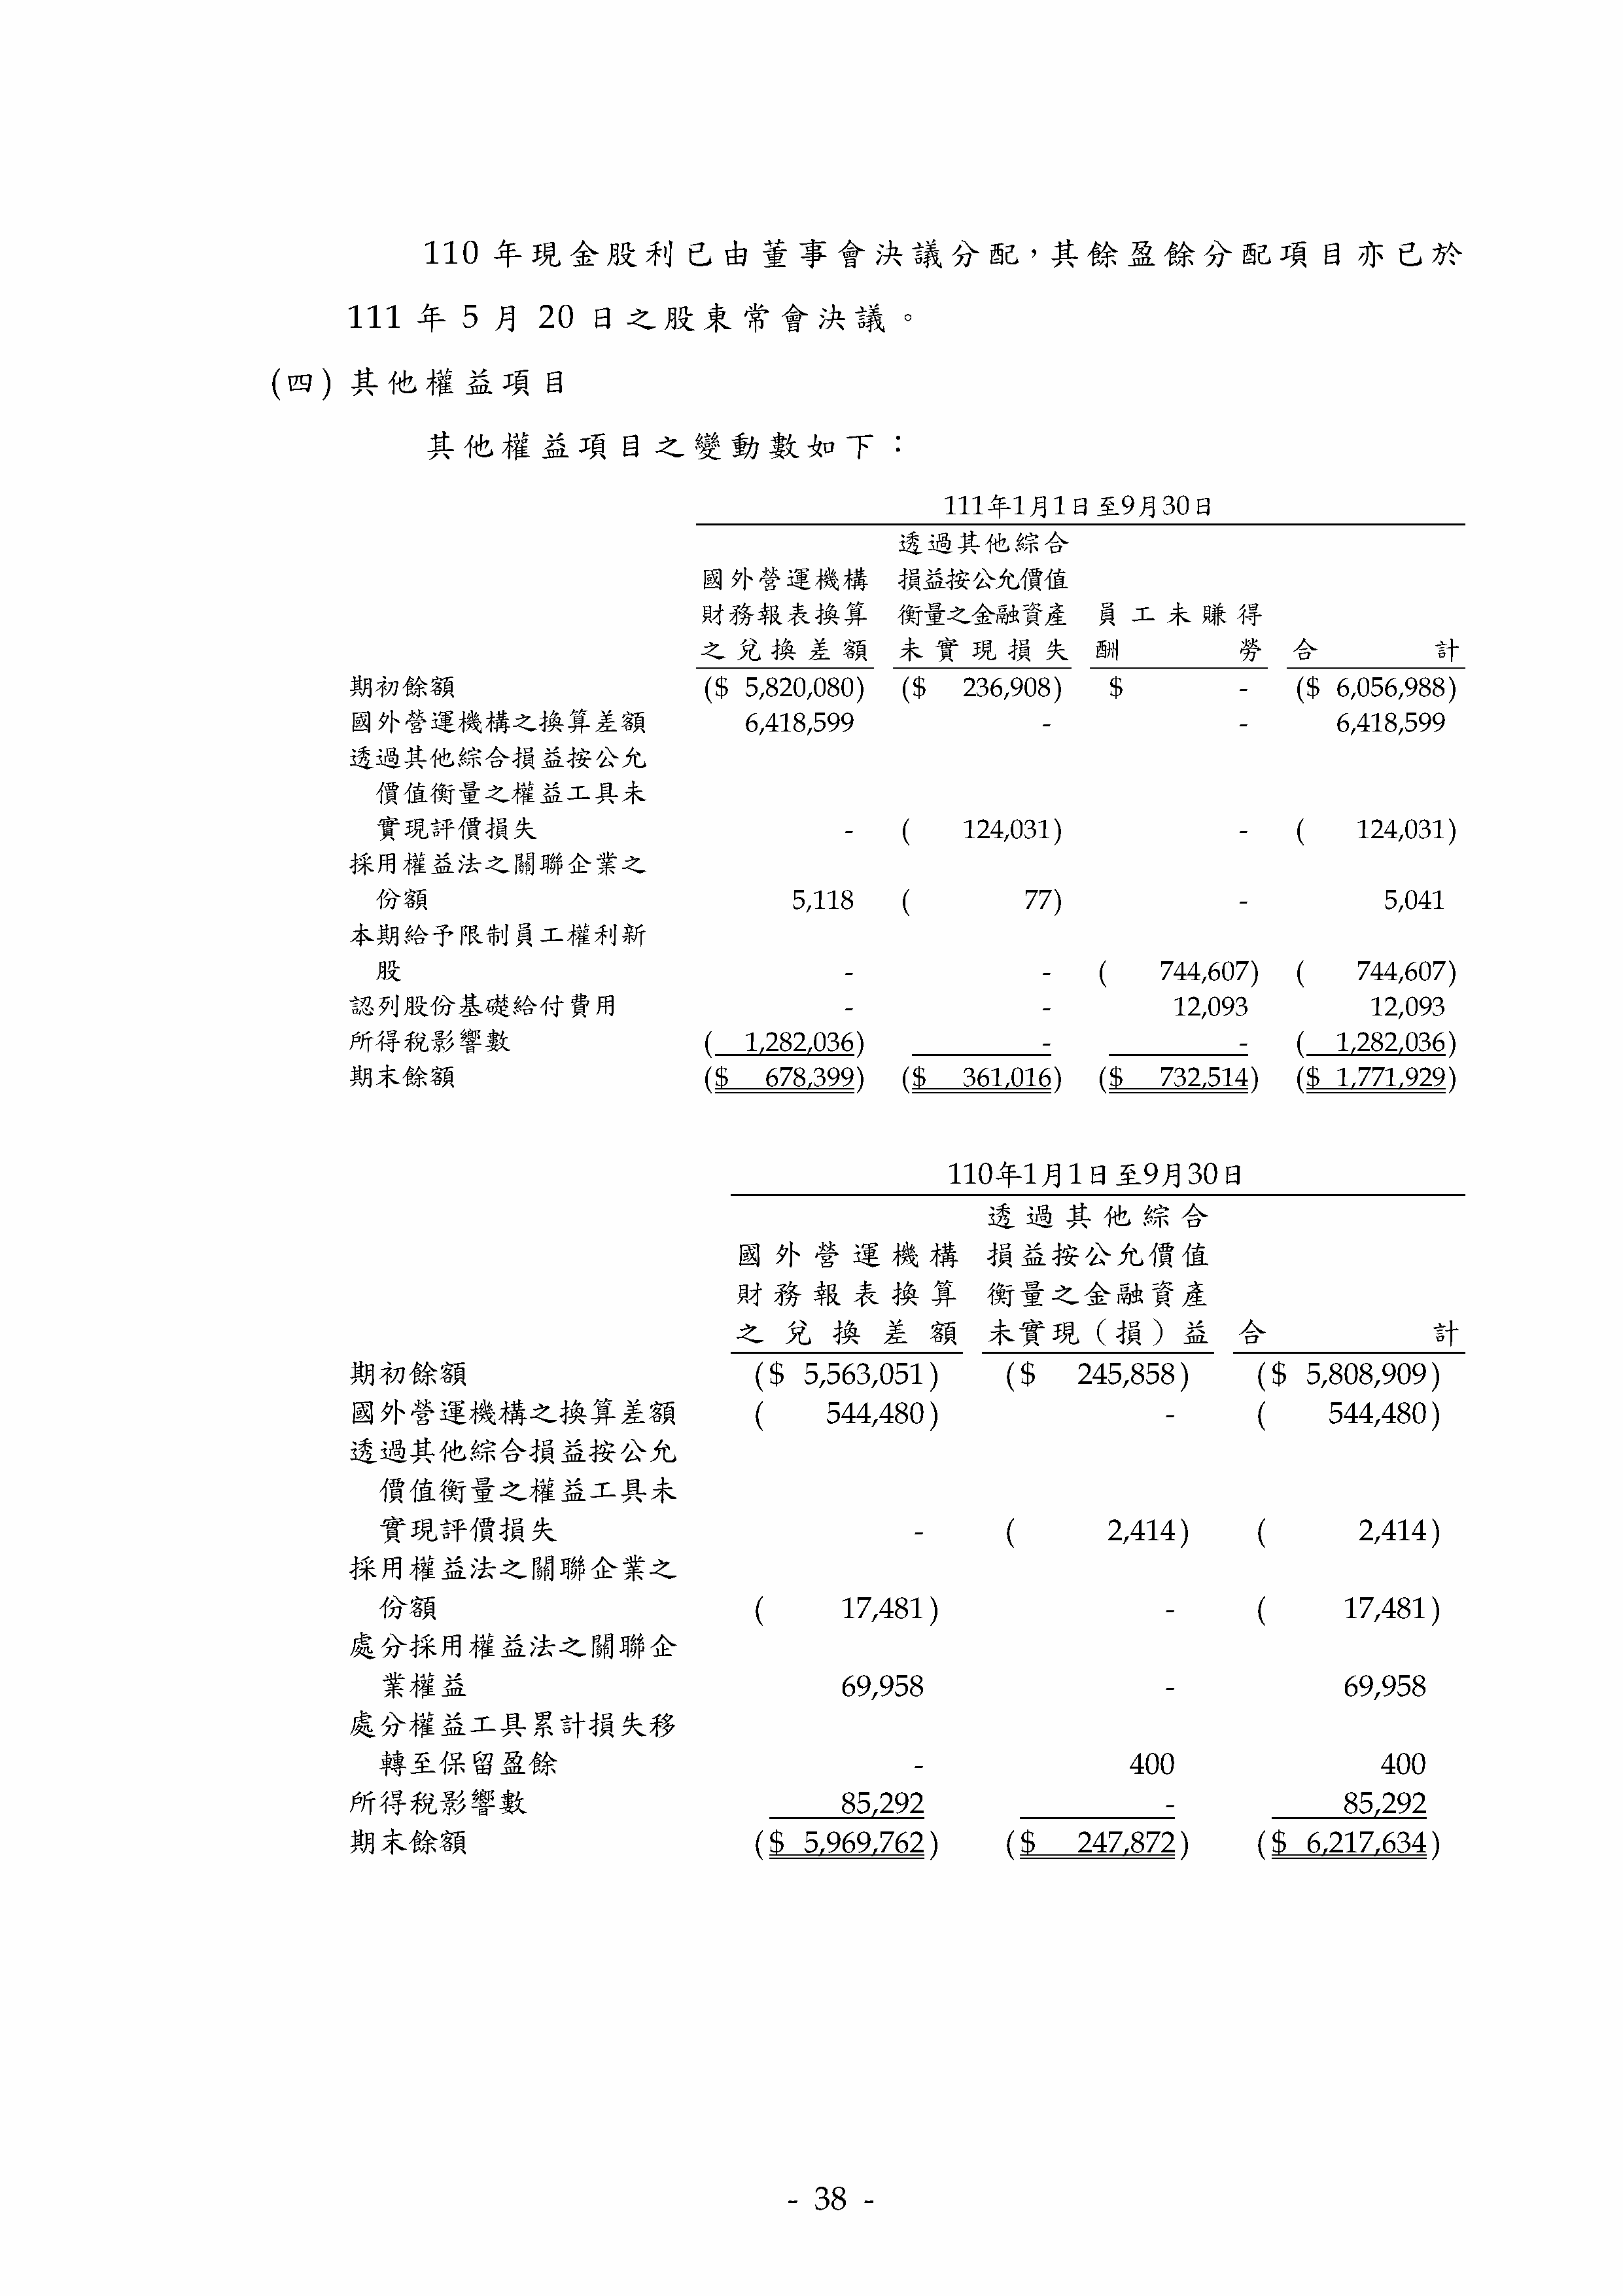 110 年現金股利已由董事會決議分配，其餘盈餘分配項目亦已於
111 年 5 月 20 日之股東常會決議。
(四) 其他權益項目
其他權益項目之變動數如下：
111年1月1日至9月30日
透過其他綜合
國外營運機構 損益按公允價值
財務報表換算 衡量之金融資產 員工未賺得
之兌換差額 未實現損失 酬勞 合計
期初餘額 ($ 5,820,080) ($ 236,908) $ - ($ 6,056,988)
國外營運機構之換算差額 6,418,599 - - 6,418,599
透過其他綜合損益按公允
價值衡量之權益工具未
實現評價損失 - ( 124,031) - ( 124,031)
採用權益法之關聯企業之
份額 5,118 ( 77) - 5,041
本期給予限制員工權利新
股 - - ( 744,607) ( 744,607)
認列股份基礎給付費用 - - 12,093 12,093
所得稅影響數 ( 1,282,036) - - ( 1,282,036)
期末餘額 ($ 678,399) ($ 361,016) ($ 732,514) ($ 1,771,929)
110年1月1日至9月30日
透過其他綜合
國外營運機構 損益按公允價值
財務報表換算 衡量之金融資產
之兌換差額 未實現（損）益 合計
期初餘額 ($ 5,563,051) ($ 245,858) ($ 5,808,909)
國外營運機構之換算差額 ( 544,480) - ( 544,480)
透過其他綜合損益按公允
價值衡量之權益工具未
實現評價損失 - ( 2,414) ( 2,414)
採用權益法之關聯企業之
份額 ( 17,481) - ( 17,481)
處分採用權益法之關聯企
業權益 69,958 - 69,958
處分權益工具累計損失移
轉至保留盈餘 - 400 400
所得稅影響數 85,292 - 85,292
期末餘額 ($ 5,969,762) ($ 247,872) ($ 6,217,634)
- 38 -